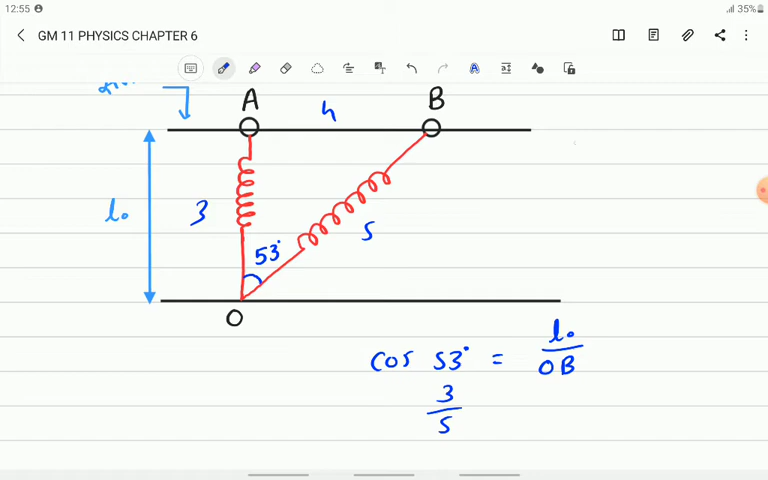 12:55
35%
GM 11 PHYSICS CHAPTER 6
A
B
4
l₀
3
53°
5
O
cos 53° = l₀/OB
3/5